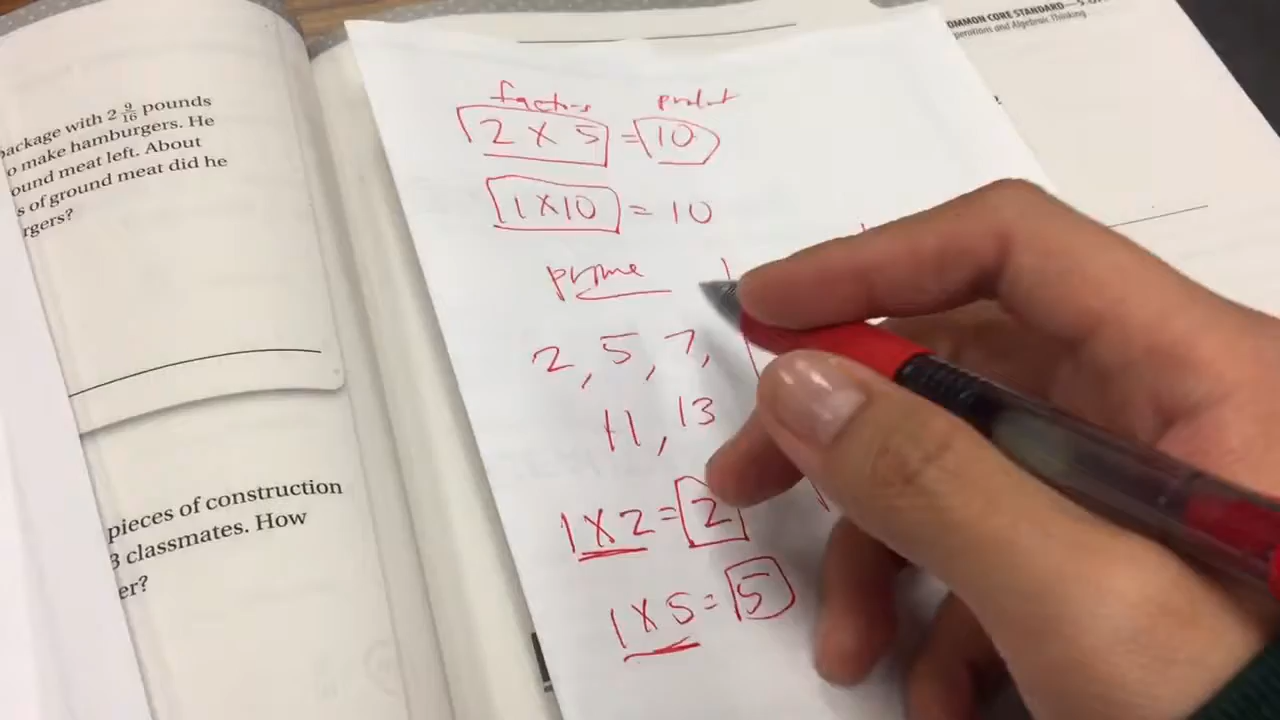 ackage with 2 9/16 pounds
o make hamburgers. He
ound meat left. About
s of ground meat did he
rgers?
pieces of construction
3 classmates. How
er?
OMMON CORE STANDARD—5.
perations and Algebraic Thinking
factors product
2 X 5 = 10
1 X 10 = 10
prime
2, 5, 7,
11, 13
1 X 2 = 2
1 X 5 = 5